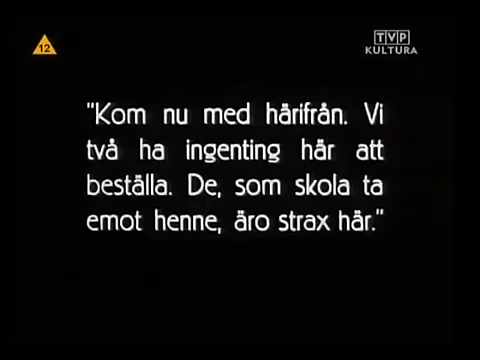 12
TVP
KULTURA
"Kom nu med härifrån. Vi
två ha ingenting här att
beställa. De, som skola ta
emot henne, äro strax här."